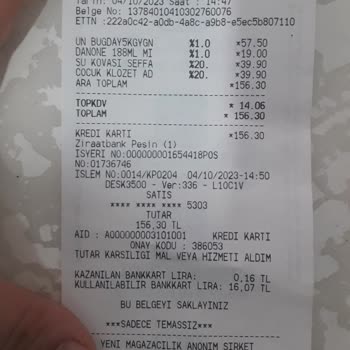 Tarih: 04/10/2023 Saat : 14:47
Belge No: 13784010410302760076
ETTN :222a0c42-a0db-4a8c-a9b8-e5ec5b807110
UN BUGDAY5KGYGN %1.0 *57.50
DANONE 188ML MI %1.0 *19.00
SU KOVASI SEFFA %20. *39.90
COCUK KLOZET AD %20. *39.90
ARA TOPLAM *156.30
TOPKDV * 14.06
TOPLAM * 156.30
KREDI KARTI *156.30
Ziraatbank Pesin (1)
ISYERI NO:000000001654418POS
NO:01736746
ISLEM NO:0014/KP0204 04/10/2023-14:50
DESK3500 - Ver:336 - L10C1V
SATIS
**** **** **** 5303
TUTAR
156,30 TL
AID : A000000003101001 KREDI KARTI
ONAY KODU : 386053
TUTAR KARSILIGI MAL VEYA HIZMETI ALDIM
KAZANILAN BANKKART LIRA: 0,16 TL
KULLANILABILIR BANKKART LIRA: 16,07 TL
BU BELGEYI SAKLAYINIZ
***SADECE TEMASSIZ***
YENI MAGAZACILIK ANONIM SIRKET